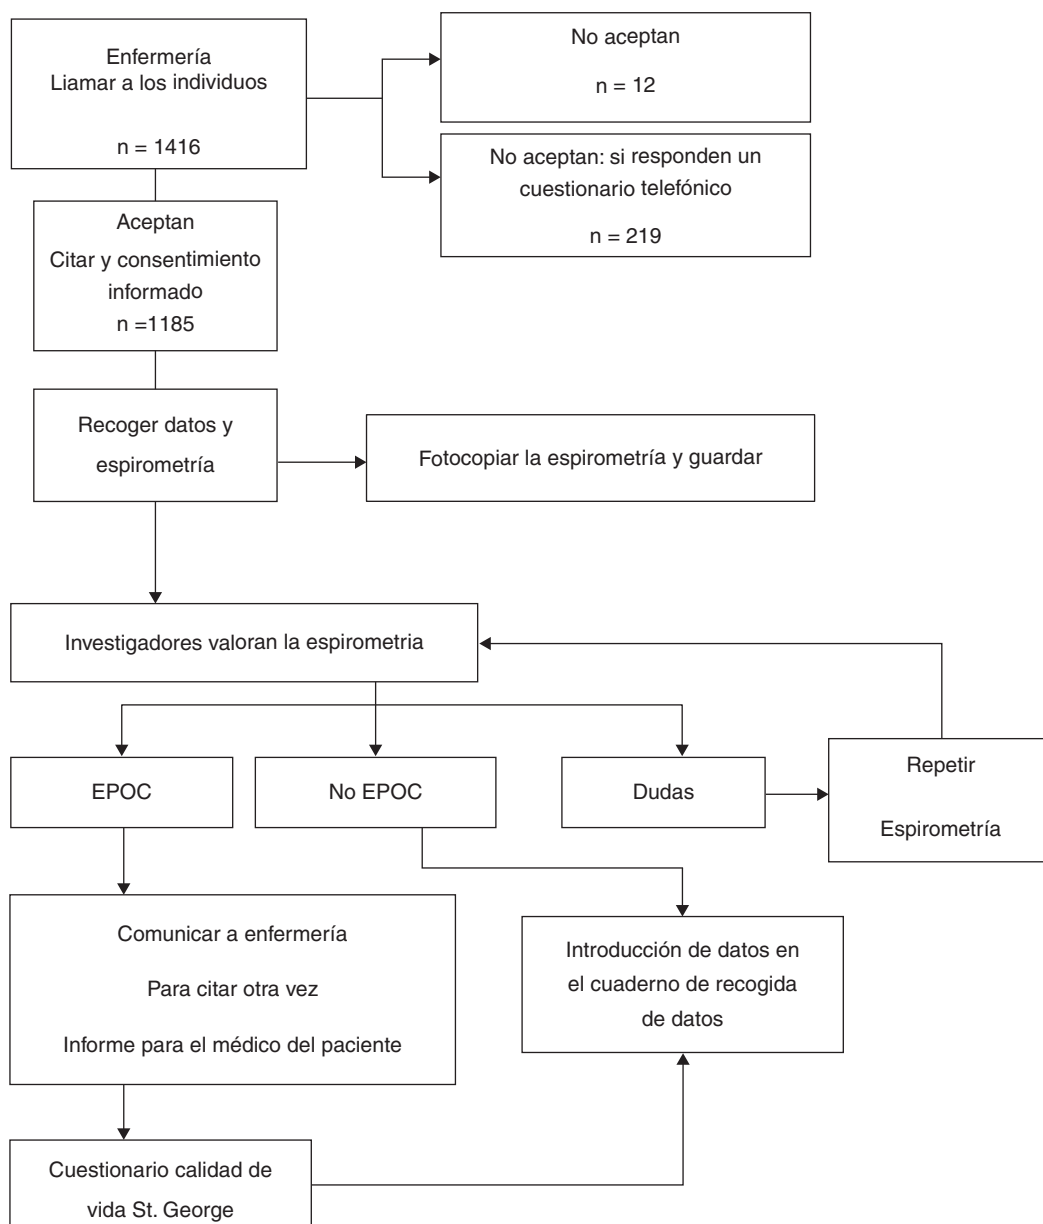 Enfermería
Liamar a los individuos
n = 1416
No aceptan
n = 12
No aceptan: si responden un
cuestionario telefónico
n = 219
Aceptan
Citar y consentimiento
informado
n =1185
Recoger datos y
espirometría
Fotocopiar la espirometría y guardar
Investigadores valoran la espirometria
EPOC
No EPOC
Dudas
Repetir
Espirometría
Comunicar a enfermería
Para citar otra vez
Informe para el médico del paciente
Introducción de datos en
el cuaderno de recogida
de datos
Cuestionario calidad de
vida St. George